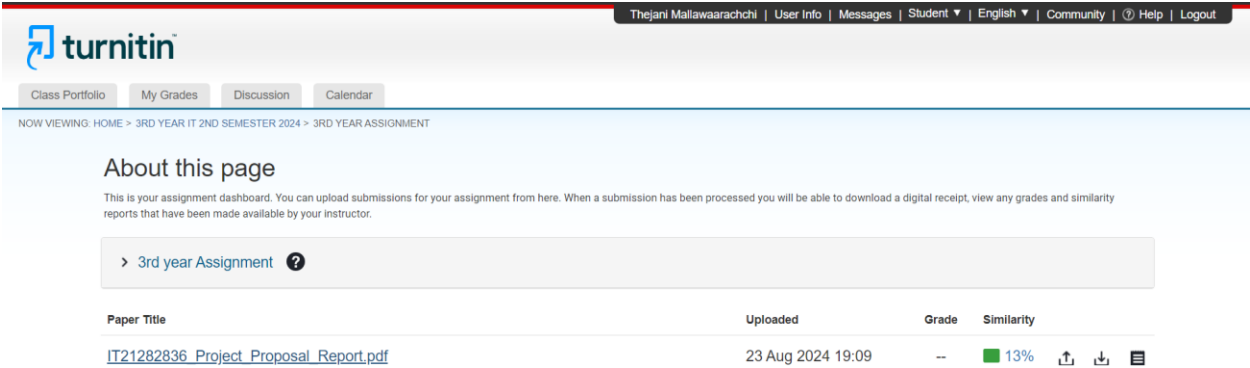 Thejani Mallawaarachchi | User Info | Messages | Student ▼ | English ▼ | Community | ? Help | Logout
turnitin™
Class Portfolio My Grades Discussion Calendar
NOW VIEWING: HOME > 3RD YEAR IT 2ND SEMESTER 2024 > 3RD YEAR ASSIGNMENT
About this page
This is your assignment dashboard. You can upload submissions for your assignment from here. When a submission has been processed you will be able to download a digital receipt, view any grades and similarity
reports that have been made available by your instructor.
> 3rd year Assignment ?
Paper Title Uploaded Grade Similarity
IT21282836_Project_Proposal_Report.pdf 23 Aug 2024 19:09 -- 13%